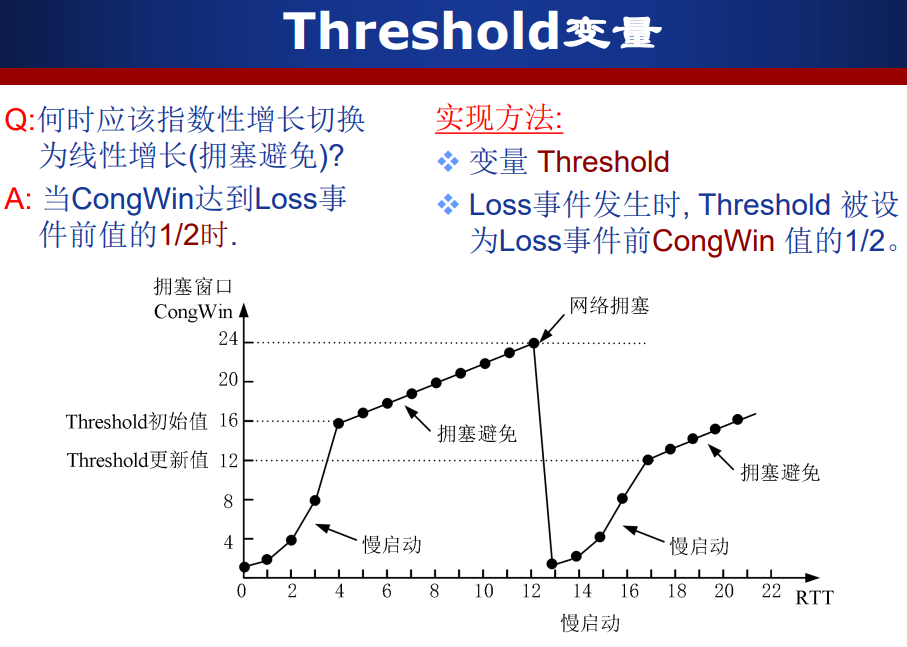 Threshold变量
Q:何时应该指数性增长切换
为线性增长(拥塞避免)?
A: 当CongWin达到Loss事
件前值的1/2时.
实现方法:
变量 Threshold
Loss事件发生时, Threshold 被设
为Loss事件前CongWin 值的1/2。
拥塞窗口
CongWin
网络拥塞
24
20
Threshold初始值 16
拥塞避免
Threshold更新值 12
拥塞避免
8
4
慢启动
慢启动
0 2 4 6 8 10 12 14 16 18 20 22 RTT
慢启动